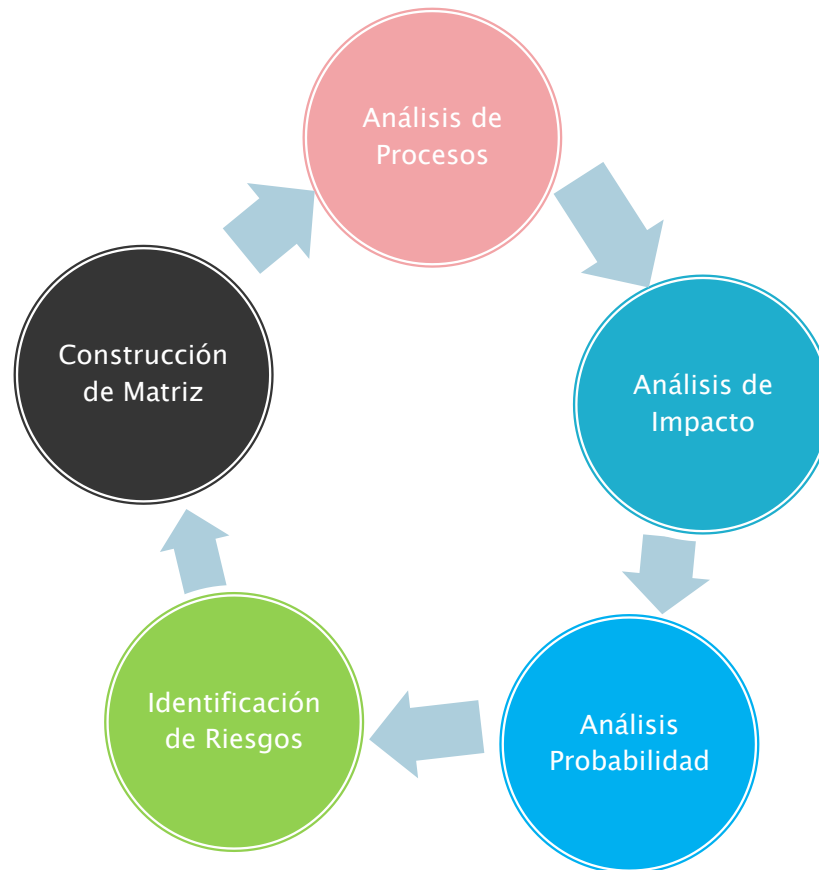 Análisis de
Procesos
Análisis de
Impacto
Análisis
Probabilidad
Identificación
de Riesgos
Construcción
de Matriz